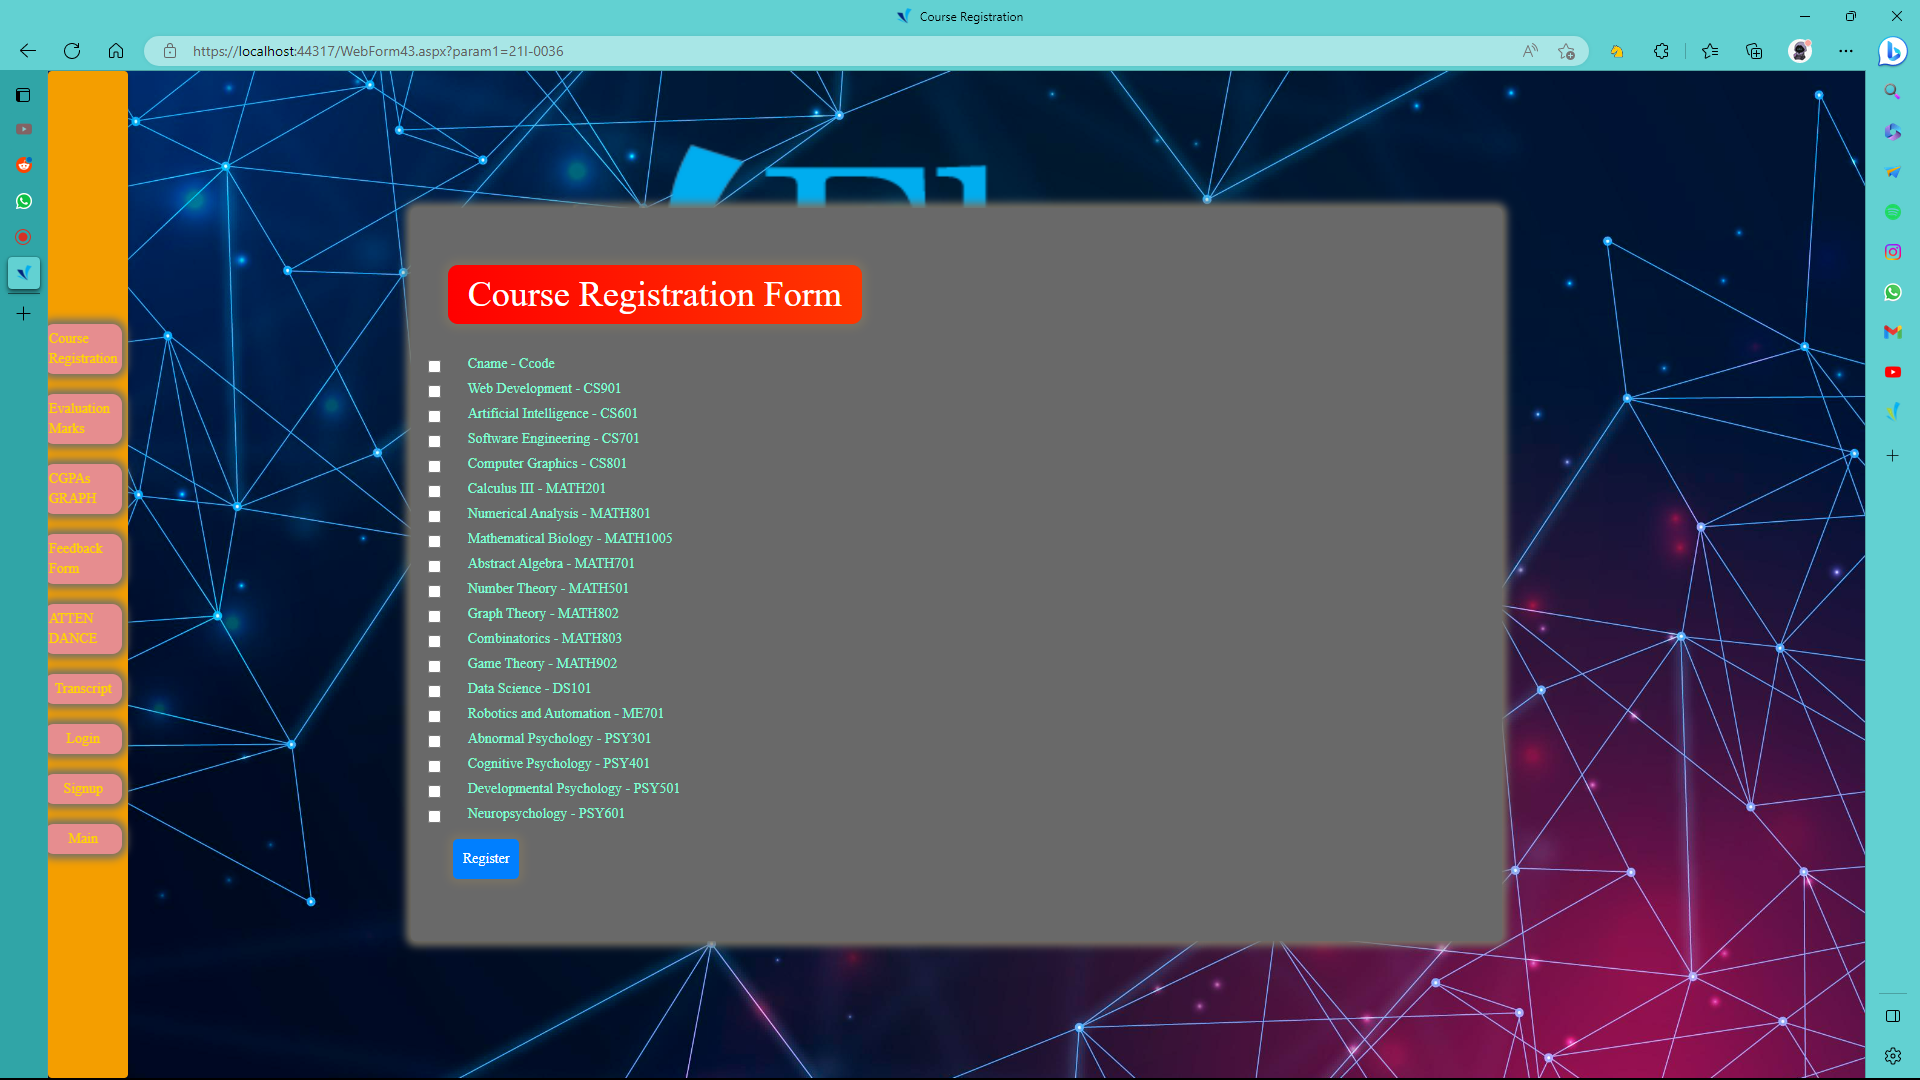 Course Registration
https://localhost:44317/WebForm43.aspx?param1=21I-0036
Course
Registration
Evaluation
Marks
CGPAs
GRAPH
Feedback
Form
ATTEN
DANCE
Transcript
Login
Signup
Main
Course Registration Form
Cname - Ccode
Web Development - CS901
Artificial Intelligence - CS601
Software Engineering - CS701
Computer Graphics - CS801
Calculus III - MATH201
Numerical Analysis - MATH801
Mathematical Biology - MATH1005
Abstract Algebra - MATH701
Number Theory - MATH501
Graph Theory - MATH802
Combinatorics - MATH803
Game Theory - MATH902
Data Science - DS101
Robotics and Automation - ME701
Abnormal Psychology - PSY301
Cognitive Psychology - PSY401
Developmental Psychology - PSY501
Neuropsychology - PSY601
Register